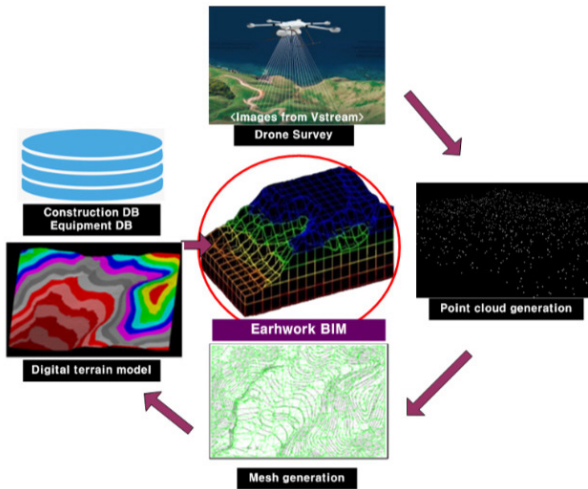 <Images from Vstream>
Drone Survey
Construction DB
Equipment DB
Point cloud generation
Earhwork BIM
Digital terrain model
Mesh generation